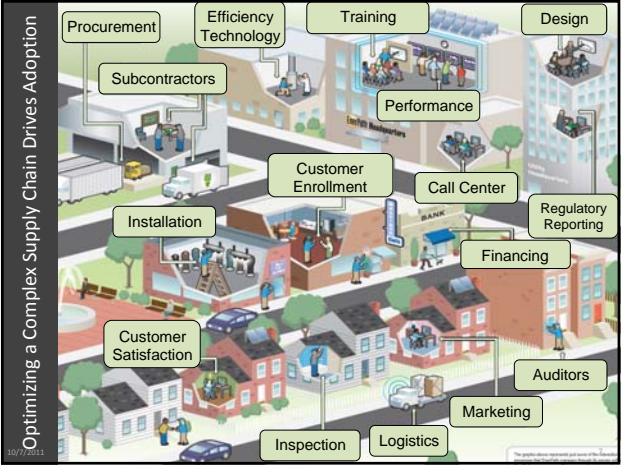 Optimizing a Complex Supply Chain Drives Adoption
10/7/2011
Procurement
Efficiency
Technology
Training
Design
Subcontractors
Performance
Customer
Enrollment
Call Center
Regulatory
Reporting
Installation
BANK
Financing
Customer
Satisfaction
Auditors
Marketing
Inspection
Logistics